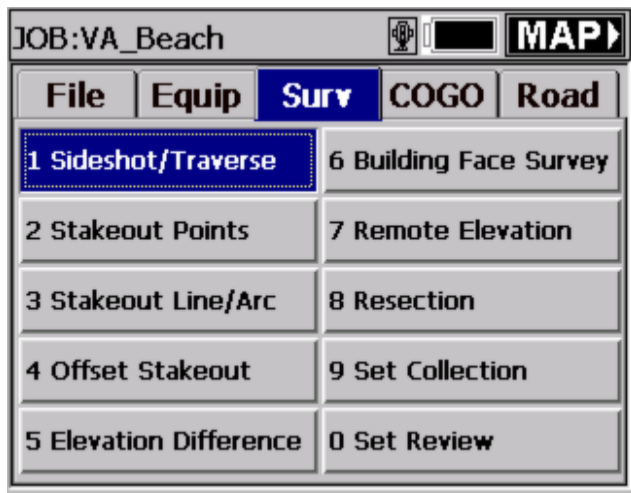 JOB:VA_Beach MAP
File Equip Surv COGO Road
1 Sideshot/Traverse 6 Building Face Survey
2 Stakeout Points 7 Remote Elevation
3 Stakeout Line/Arc 8 Resection
4 Offset Stakeout 9 Set Collection
5 Elevation Difference 0 Set Review